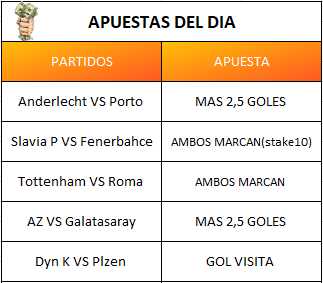 APUESTAS DEL DIA
PARTIDOS APUESTA
Anderlecht VS Porto MAS 2,5 GOLES
Slavia P VS Fenerbahce AMBOS MARCAN(stake10)
Tottenham VS Roma AMBOS MARCAN
AZ VS Galatasaray MAS 2,5 GOLES
Dyn K VS Plzen GOL VISITA